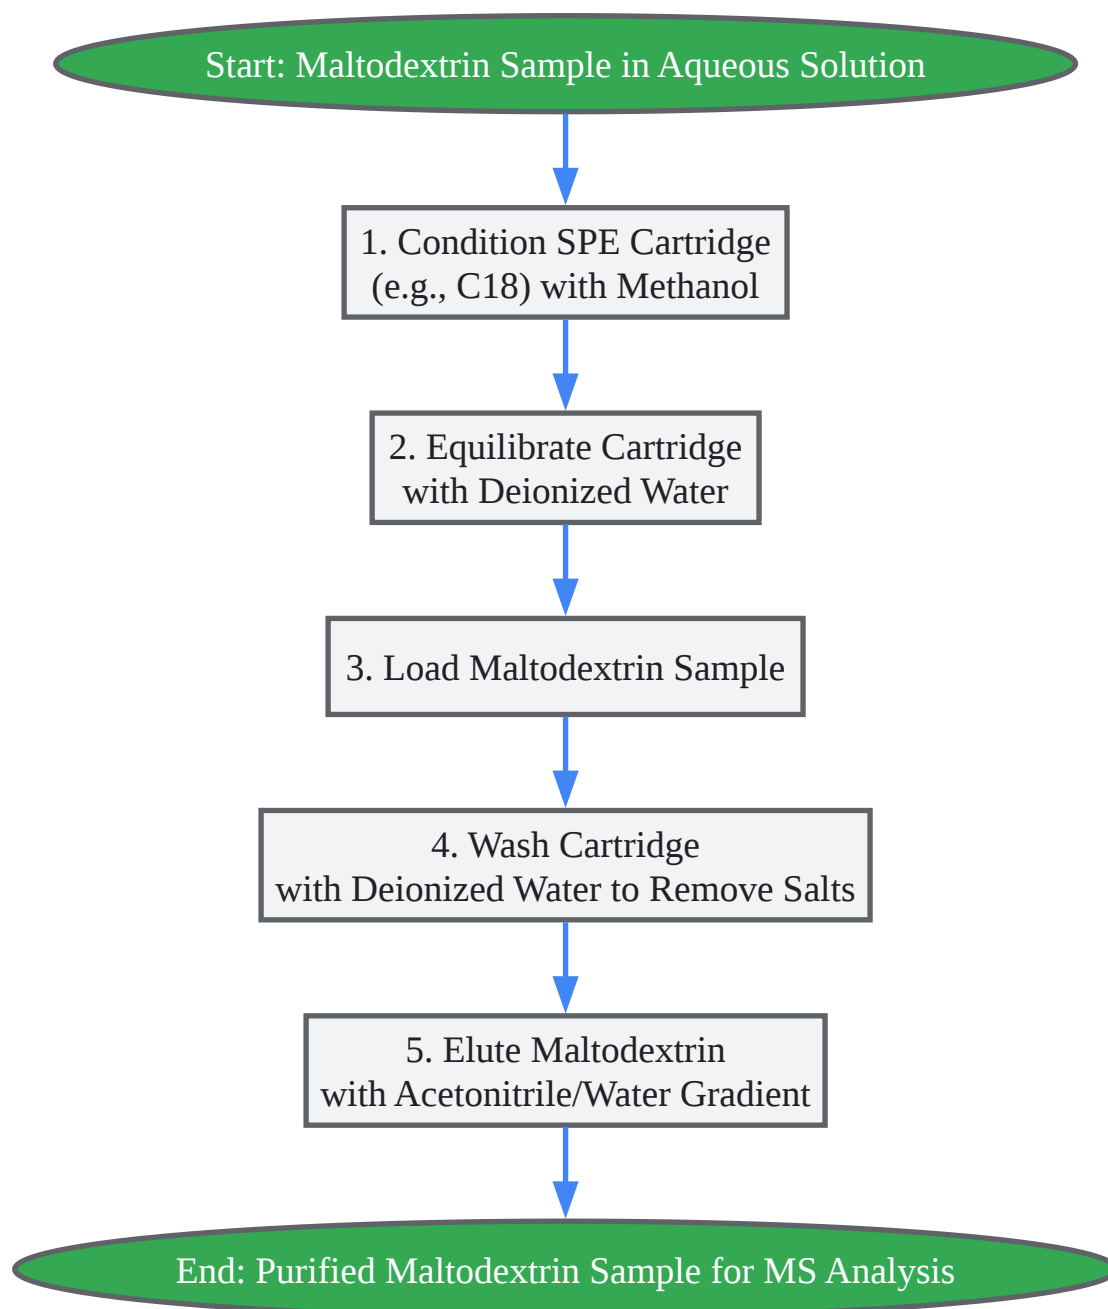 Start: Maltodextrin Sample in Aqueous Solution
1. Condition SPE Cartridge
(e.g., C18) with Methanol
2. Equilibrate Cartridge
with Deionized Water
3. Load Maltodextrin Sample
4. Wash Cartridge
with Deionized Water to Remove Salts
5. Elute Maltodextrin
with Acetonitrile/Water Gradient
End: Purified Maltodextrin Sample for MS Analysis